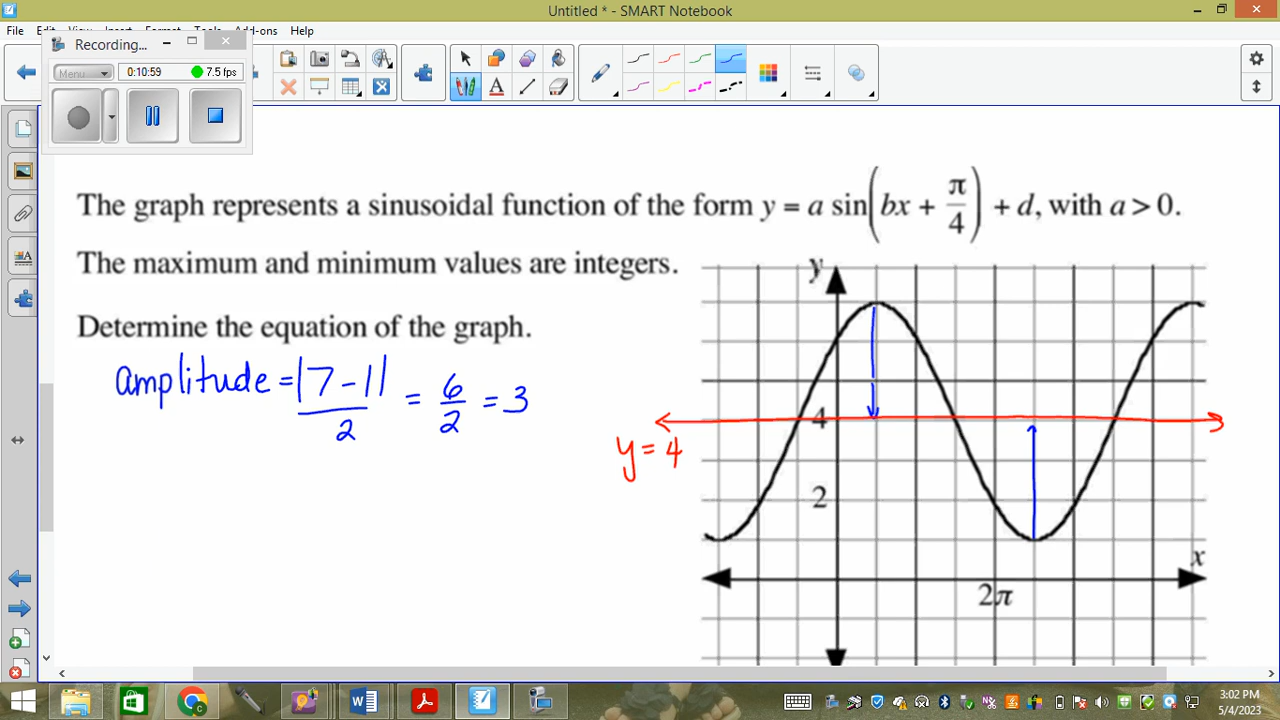 Untitled * - SMART Notebook
File Edit View Insert Format Tools Add-ons Help
Recording...
Menu 0:10:59 7.5 fps
The graph represents a sinusoidal function of the form y = a sin(bx + π/4) + d, with a > 0.
The maximum and minimum values are integers.
Determine the equation of the graph.
amplitude = |7-1|/2 = 6/2 = 3
y
4
y = 4
2
x
2π
3:02 PM
5/4/2023